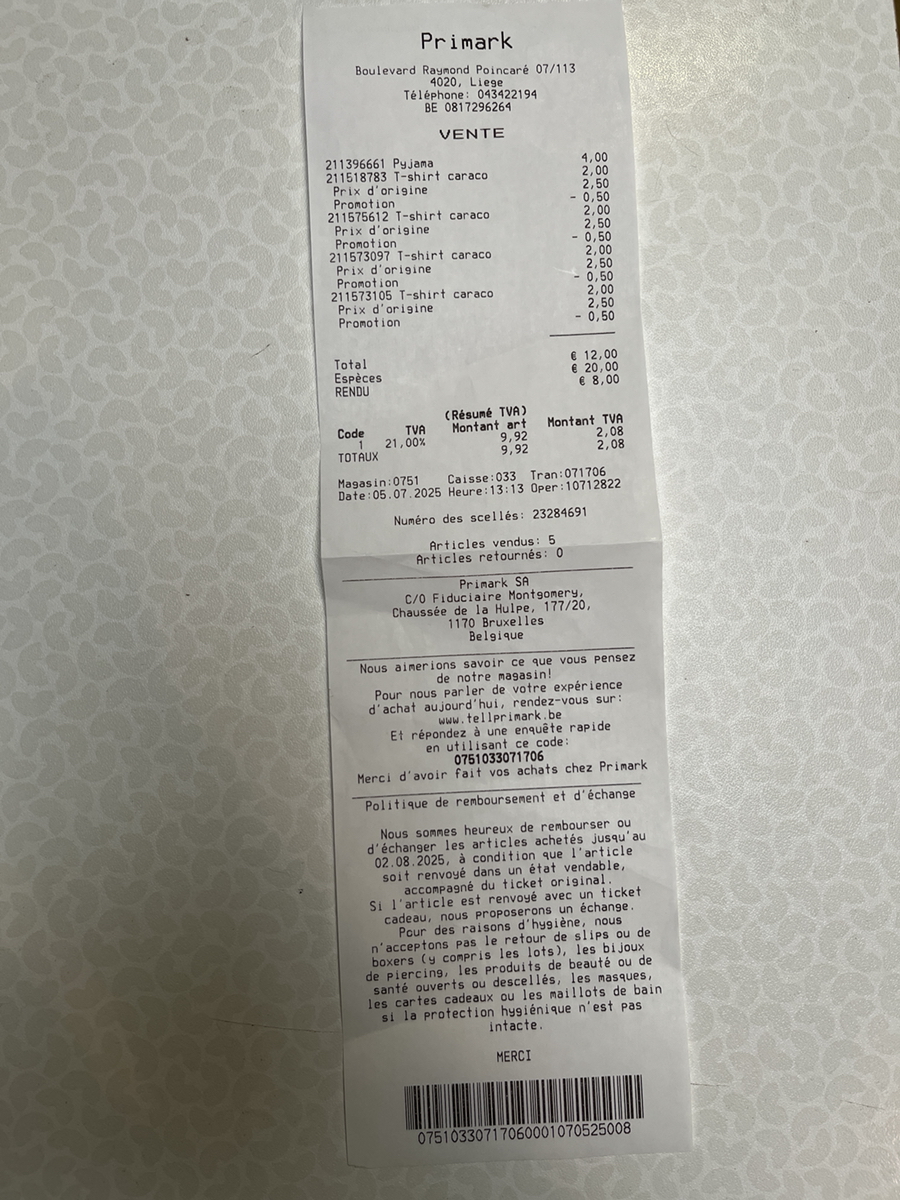 Primark
Boulevard Raymond Poincaré 07/113
4020, Liege
Téléphone: 043422194
BE 0817296264
VENTE
211396661 Pyjama 4,00
211518783 T-shirt caraco 2,00
Prix d'origine 2,50
Promotion - 0,50
211575612 T-shirt caraco 2,00
Prix d'origine 2,50
Promotion - 0,50
211573097 T-shirt caraco 2,00
Prix d'origine 2,50
Promotion - 0,50
211573105 T-shirt caraco 2,00
Prix d'origine 2,50
Promotion - 0,50
Total € 12,00
Espèces € 20,00
RENDU € 8,00
(Résumé TVA)
Code TVA Montant art Montant TVA
1 21,00% 9,92 2,08
TOTAUX 9,92 2,08
Magasin:0751 Caisse:033 Tran:071706
Date:05.07.2025 Heure:13:13 Oper:10712822
Numéro des scellés: 23284691
Articles vendus: 5
Articles retournés: 0
Primark SA
C/O Fiduciaire Montgomery,
Chaussée de la Hulpe, 177/20,
1170 Bruxelles
Belgique
Nous aimerions savoir ce que vous pensez
de notre magasin!
Pour nous parler de votre expérience
d'achat aujourd'hui, rendez-vous sur:
www.tellprimark.be
Et répondez à une enquête rapide
en utilisant ce code:
0751033071706
Merci d'avoir fait vos achats chez Primark
Politique de remboursement et d'échange
Nous sommes heureux de rembourser ou
d'échanger les articles achetés jusqu'au
02.08.2025, à condition que l'article
soit renvoyé dans un état vendable,
accompagné du ticket original.
Si l'article est renvoyé avec un ticket
cadeau, nous proposerons un échange.
Pour des raisons d'hygiène, nous
n'acceptons pas le retour de slips ou de
boxers (y compris les lots), les bijoux
de piercing, les produits de beauté ou de
santé ouverts ou descellés, les masques,
les cartes cadeaux ou les maillots de bain
si la protection hygiénique n'est pas
intacte.
MERCI
07510330717060001070525008